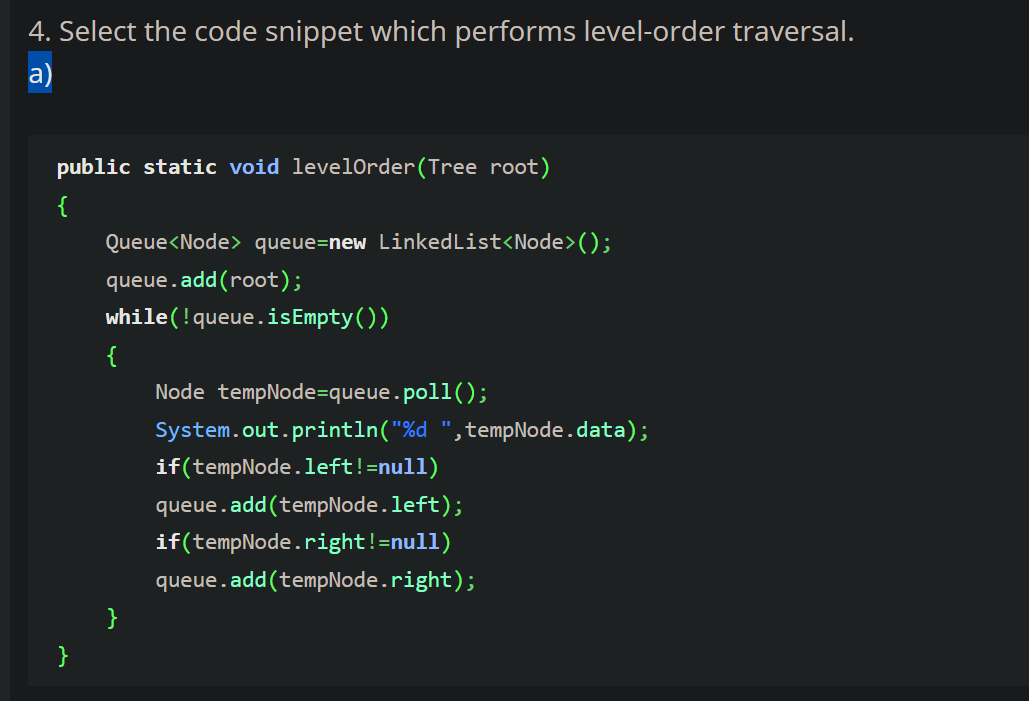 4. Select the code snippet which performs level-order traversal.
a)
public static void levelOrder(Tree root)
{
    Queue<Node> queue=new LinkedList<Node>();
    queue.add(root);
    while(!queue.isEmpty())
    {
        Node tempNode=queue.poll();
        System.out.println("%d ",tempNode.data);
        if(tempNode.left!=null)
        queue.add(tempNode.left);
        if(tempNode.right!=null)
        queue.add(tempNode.right);
    }
}